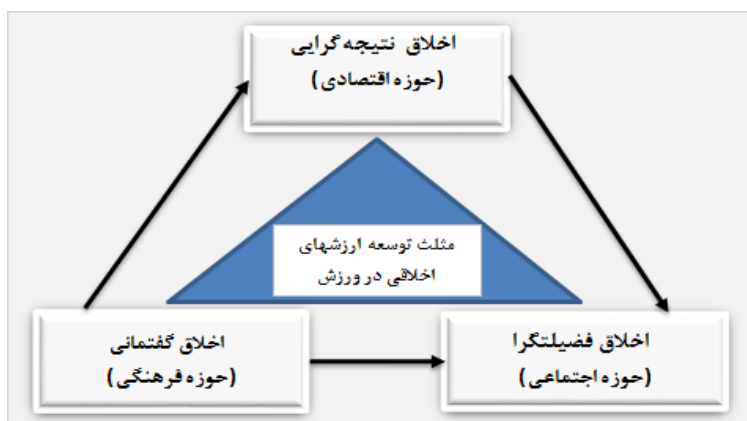 اخلاق نتیجه گرایی
(حوزه اقتصادی)
مثلث توسعه ارزشهای
اخلاقی در ورزش
اخلاق فضیلتگرا
(حوزه اجتماعی)
اخلاق گفتمانی
(حوزه فرهنگی)